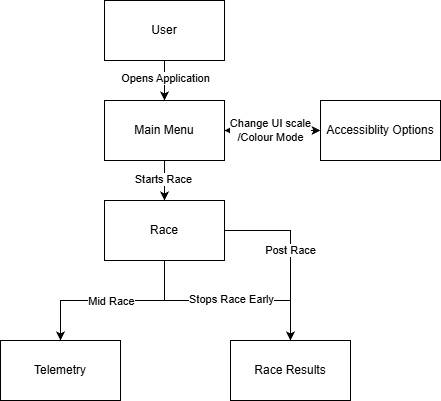 User
Opens Application
Main Menu
Change UI scale
/Colour Mode
Accessiblity Options
Starts Race
Race
Post Race
Mid Race
Stops Race Early
Telemetry
Race Results